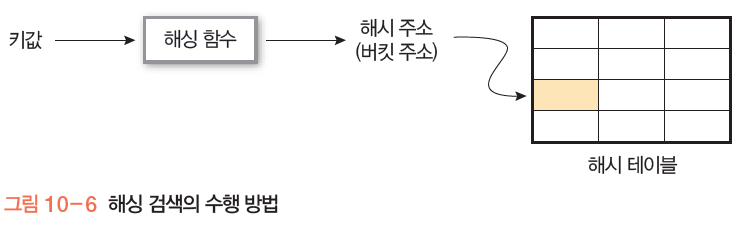 키값
해싱 함수
해시 주소
(버킷 주소)
해시 테이블
그림 10-6 해싱 검색의 수행 방법